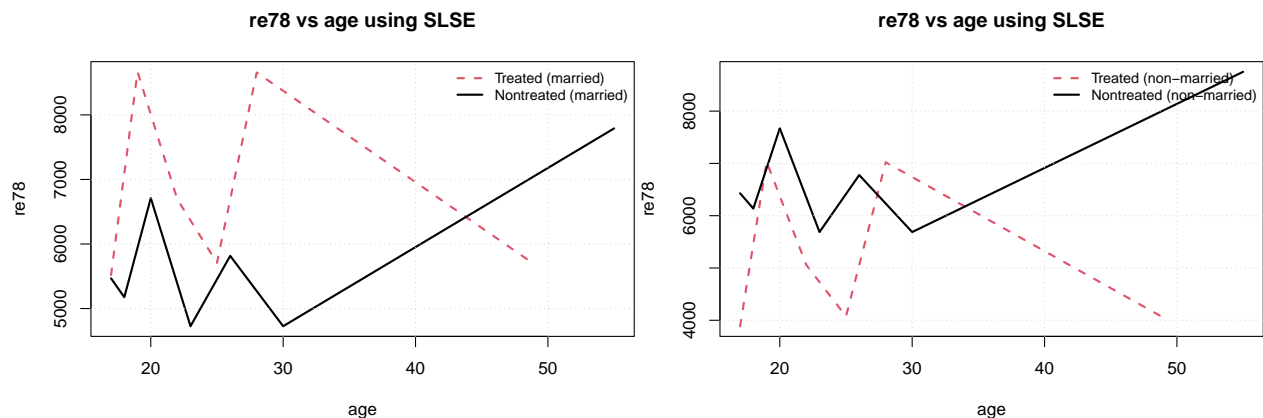 re78 vs age using SLSE
Treated (married)
Nontreated (married)
re78
8000
7000
6000
5000
20
30
40
50
age
re78 vs age using SLSE
Treated (non−married)
Nontreated (non−married)
re78
8000
6000
4000
20
30
40
50
age